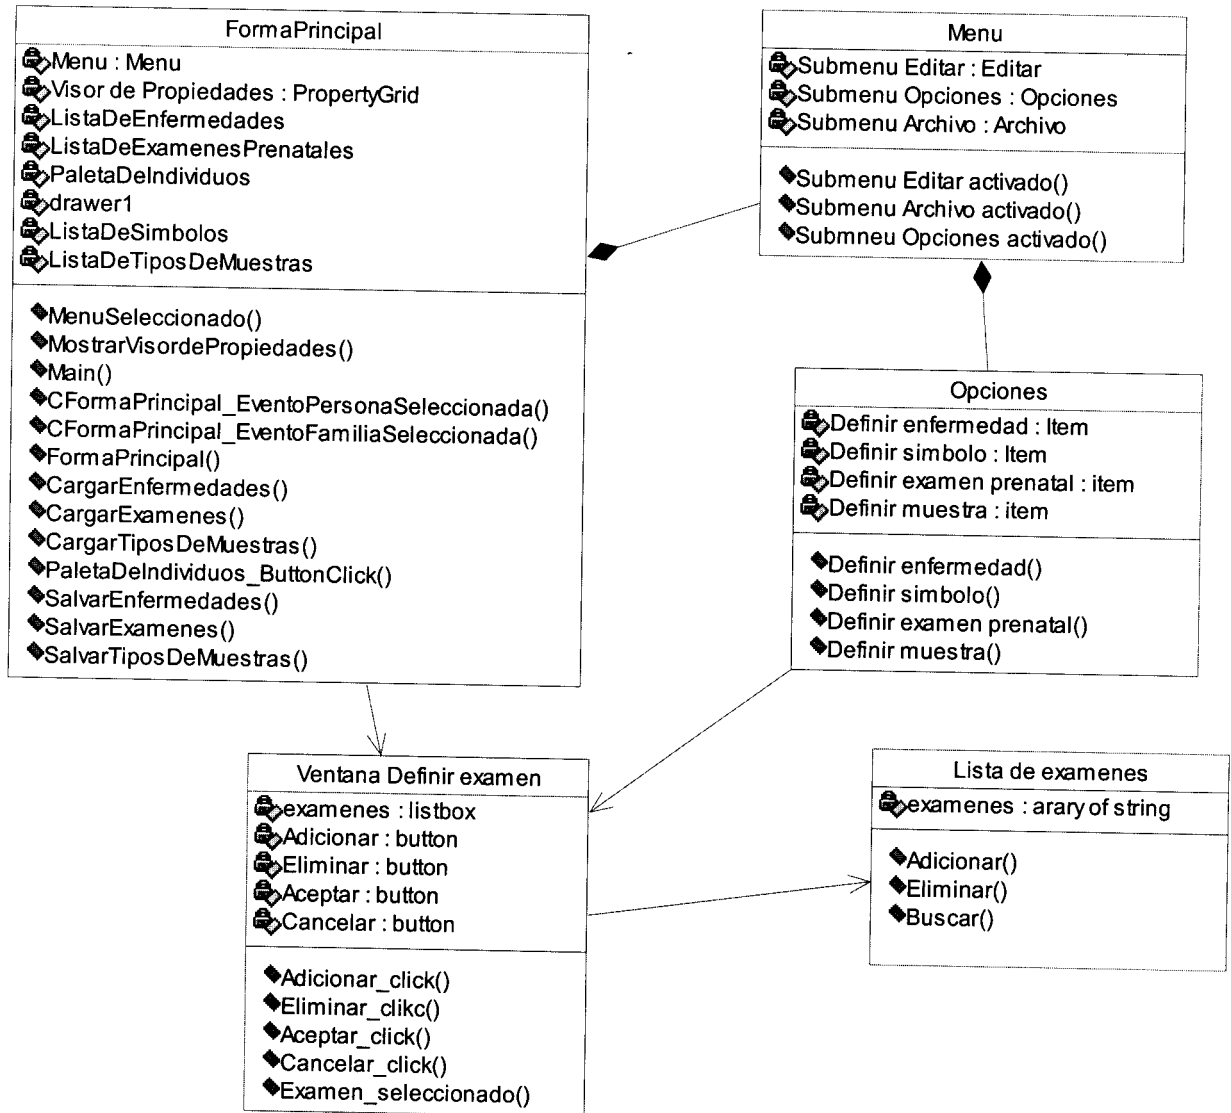 FormaPrincipal
Menu : Menu
Visor de Propiedades : PropertyGrid
ListaDeEnfermedades
ListaDeExamenesPrenatales
PaletaDeIndividuos
drawer1
ListaDeSimbolos
ListaDeTiposDeMuestras
MenuSeleccionado()
MostrarVisordePropiedades()
Main()
CFormaPrincipal_EventoPersonaSeleccionada()
CFormaPrincipal_EventoFamiliaSeleccionada()
FormaPrincipal()
CargarEnfermedades()
CargarExamenes()
CargarTiposDeMuestras()
PaletaDeIndividuos_ButtonClick()
SalvarEnfermedades()
SalvarExamenes()
SalvarTiposDeMuestras()
Menu
Submenu Editar : Editar
Submenu Opciones : Opciones
Submenu Archivo : Archivo
Submenu Editar activado()
Submenu Archivo activado()
Submneu Opciones activado()
Opciones
Definir enfermedad : Item
Definir simbolo : Item
Definir examen prenatal : item
Definir muestra : item
Definir enfermedad()
Definir simbolo()
Definir examen prenatal()
Definir muestra()
Ventana Definir examen
examenes : listbox
Adicionar : button
Eliminar : button
Aceptar : button
Cancelar : button
Adicionar_click()
Eliminar_clikc()
Aceptar_click()
Cancelar_click()
Examen_seleccionado()
Lista de examenes
examenes : arary of string
Adicionar()
Eliminar()
Buscar()